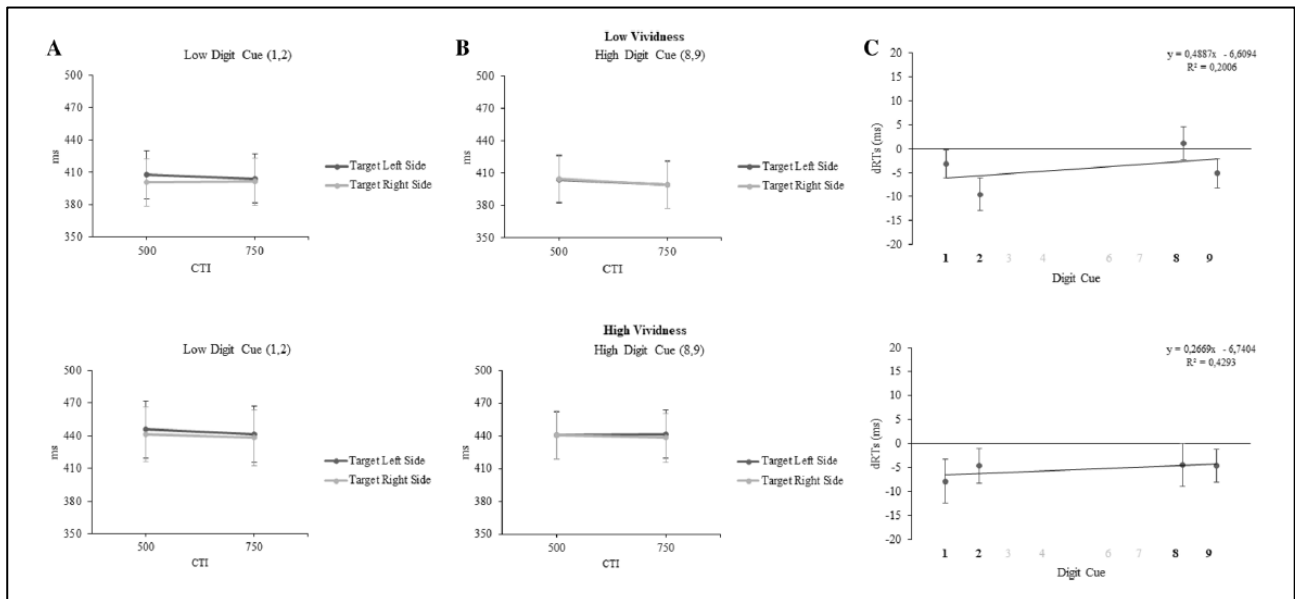 A
Low Digit Cue (1,2)
500
470
440
410
380
350
ms
500
750
CTI
Target Left Side
Target Right Side
B
Low Vividness
High Digit Cue (8,9)
500
470
440
410
380
350
ms
500
750
CTI
Target Left Side
Target Right Side
C
y = 0,4887x - 6,6094
R² = 0,2006
20
15
10
5
0
-5
-10
-15
-20
dRTs (ms)
1 2 3 4 6 7 8 9
Digit Cue
Low Digit Cue (1,2)
500
470
440
410
380
350
ms
500
750
CTI
Target Left Side
Target Right Side
High Vividness
High Digit Cue (8,9)
500
470
440
410
380
350
ms
500
750
CTI
Target Left Side
Target Right Side
y = 0,2669x - 6,7404
R² = 0,4293
20
15
10
5
0
-5
-10
-15
-20
dRTs (ms)
1 2 3 4 6 7 8 9
Digit Cue